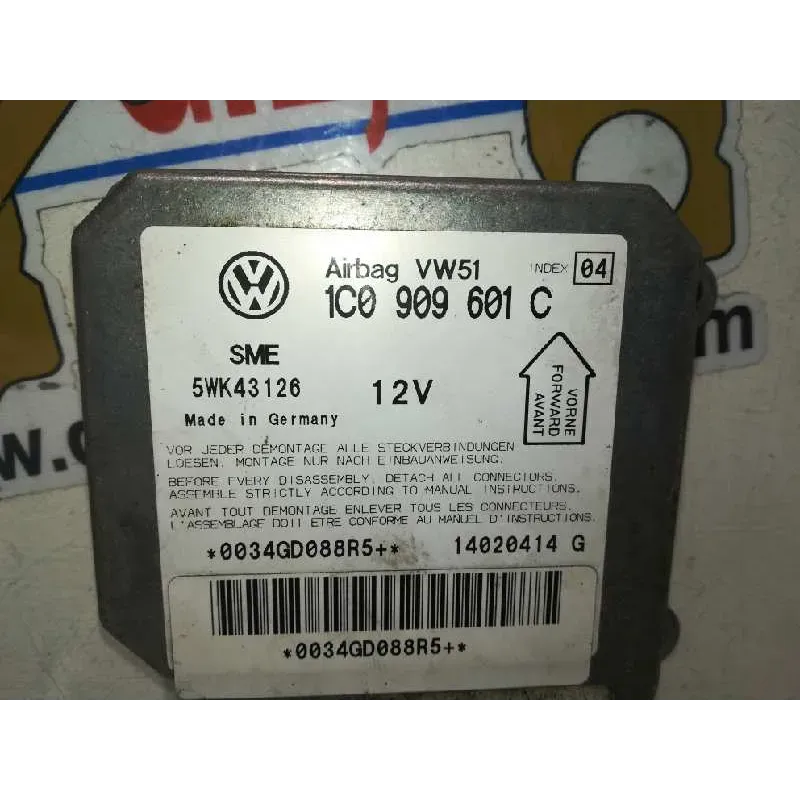 Airbag VW51 INDEX 04
1C0 909 601 C
SME
5WK43126 12V
Made in Germany
VORNE
FORWARD
AVANT
VOR JEDER DEMONTAGE ALLE STECKVERBINDUNGEN
LOESEN. MONTAGE NUR NACH EINBAUANWEISUNG.
BEFORE EVERY DISASSEMBLY, DETACH ALL CONNECTORS.
ASSEMBLE STRICTLY ACCORDING TO MANUAL INSTRUCTIONS.
AVANT TOUT DEMONTAGE ENLEVER TOUS LES CONNECTEURS.
L'ASSEMBLAGE DOIT ETRE CONFORME AU MANUEL D'INSTRUCTIONS.
*0034GD088R5+* 14020414 G
*0034GD088R5+*